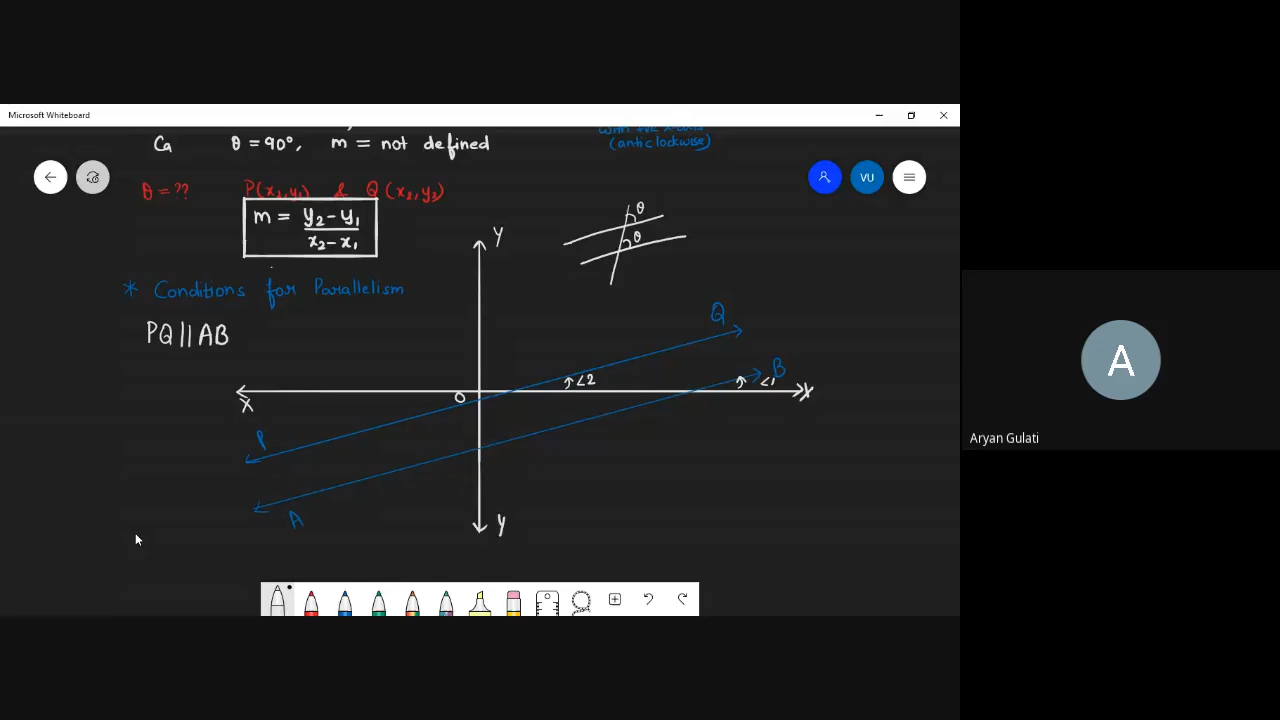 Microsoft Whiteboard
(anticlockwise)
Ca θ = 90°, m = not defined
VU
θ = ?? P(x₁,y₁) & Q(x₂,y₂)
m = y₂ - y₁ / x₂ - x₁
θ
θ
Y
* Conditions for Parallelism
PQ || AB
Q
B
∠2
∠1
X
O
X
P
A
Y
A
Aryan Gulati